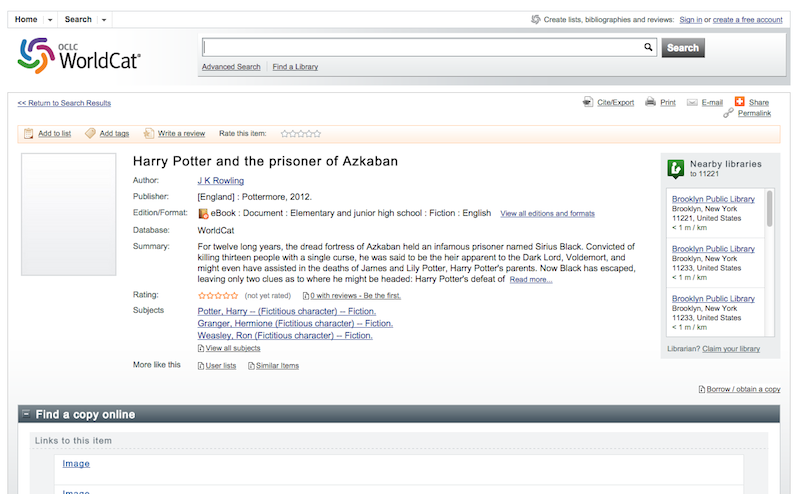 Home Search Create lists, bibliographies and reviews: Sign in or create a free account
OCLC
WorldCat®
Search
Advanced Search Find a Library
<< Return to Search Results
Cite/Export Print E-mail Share
Permalink
Add to list Add tags Write a review Rate this item:
Harry Potter and the prisoner of Azkaban
Author: J K Rowling
Publisher: [England] : Pottermore, 2012.
Edition/Format: eBook : Document : Elementary and junior high school : Fiction : English View all editions and formats
Database: WorldCat
Summary: For twelve long years, the dread fortress of Azkaban held an infamous prisoner named Sirius Black. Convicted of
killing thirteen people with a single curse, he was said to be the heir apparent to the Dark Lord, Voldemort, and
might even have assisted in the deaths of James and Lily Potter, Harry Potter's parents. Now Black has escaped,
leaving only two clues as to where he might be headed: Harry Potter's defeat of Read more...
Rating: (not yet rated) 0 with reviews - Be the first.
Subjects Potter, Harry -- (Fictitious character) -- Fiction.
Granger, Hermione (Fictitious character) -- Fiction.
Weasley, Ron (Fictitious character) -- Fiction.
View all subjects
More like this User lists Similar Items
Nearby libraries
to 11221
Brooklyn Public Library
Brooklyn, New York
11221, United States
< 1 m / km
Brooklyn Public Library
Brooklyn, New York
11233, United States
< 1 m / km
Brooklyn Public Library
Brooklyn, New York
11233, United States
< 1 m / km
Librarian? Claim your library
Borrow / obtain a copy
Find a copy online
Links to this item
Image
Image